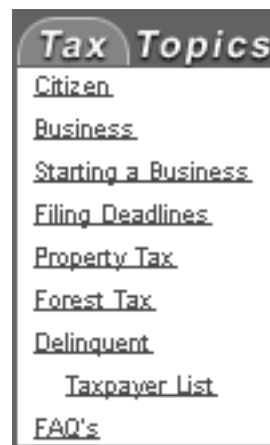 Tax Topics
Citizen
Business
Starting a Business
Filing Deadlines
Property Tax
Forest Tax
Delinquent
Taxpayer List
FAQ's